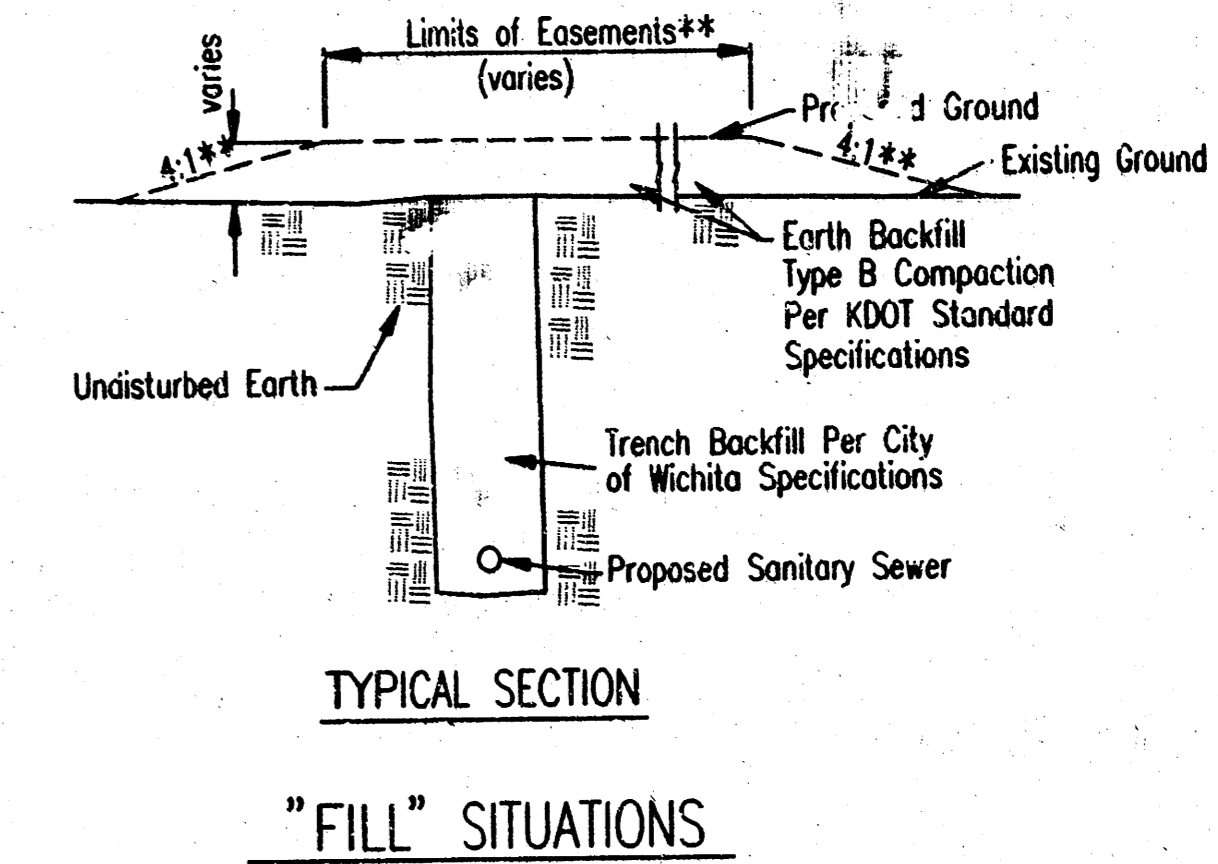 Limits of Easements**
(varies)
varies
4:1**
Ground
4:1**
Existing Ground
Earth Backfill
Type B Compaction
Per KDOT Standard
Specifications
Undisturbed Earth
Trench Backfill Per City
of Wichita Specifications
Proposed Sanitary Sewer
TYPICAL SECTION
"FILL" SITUATIONS